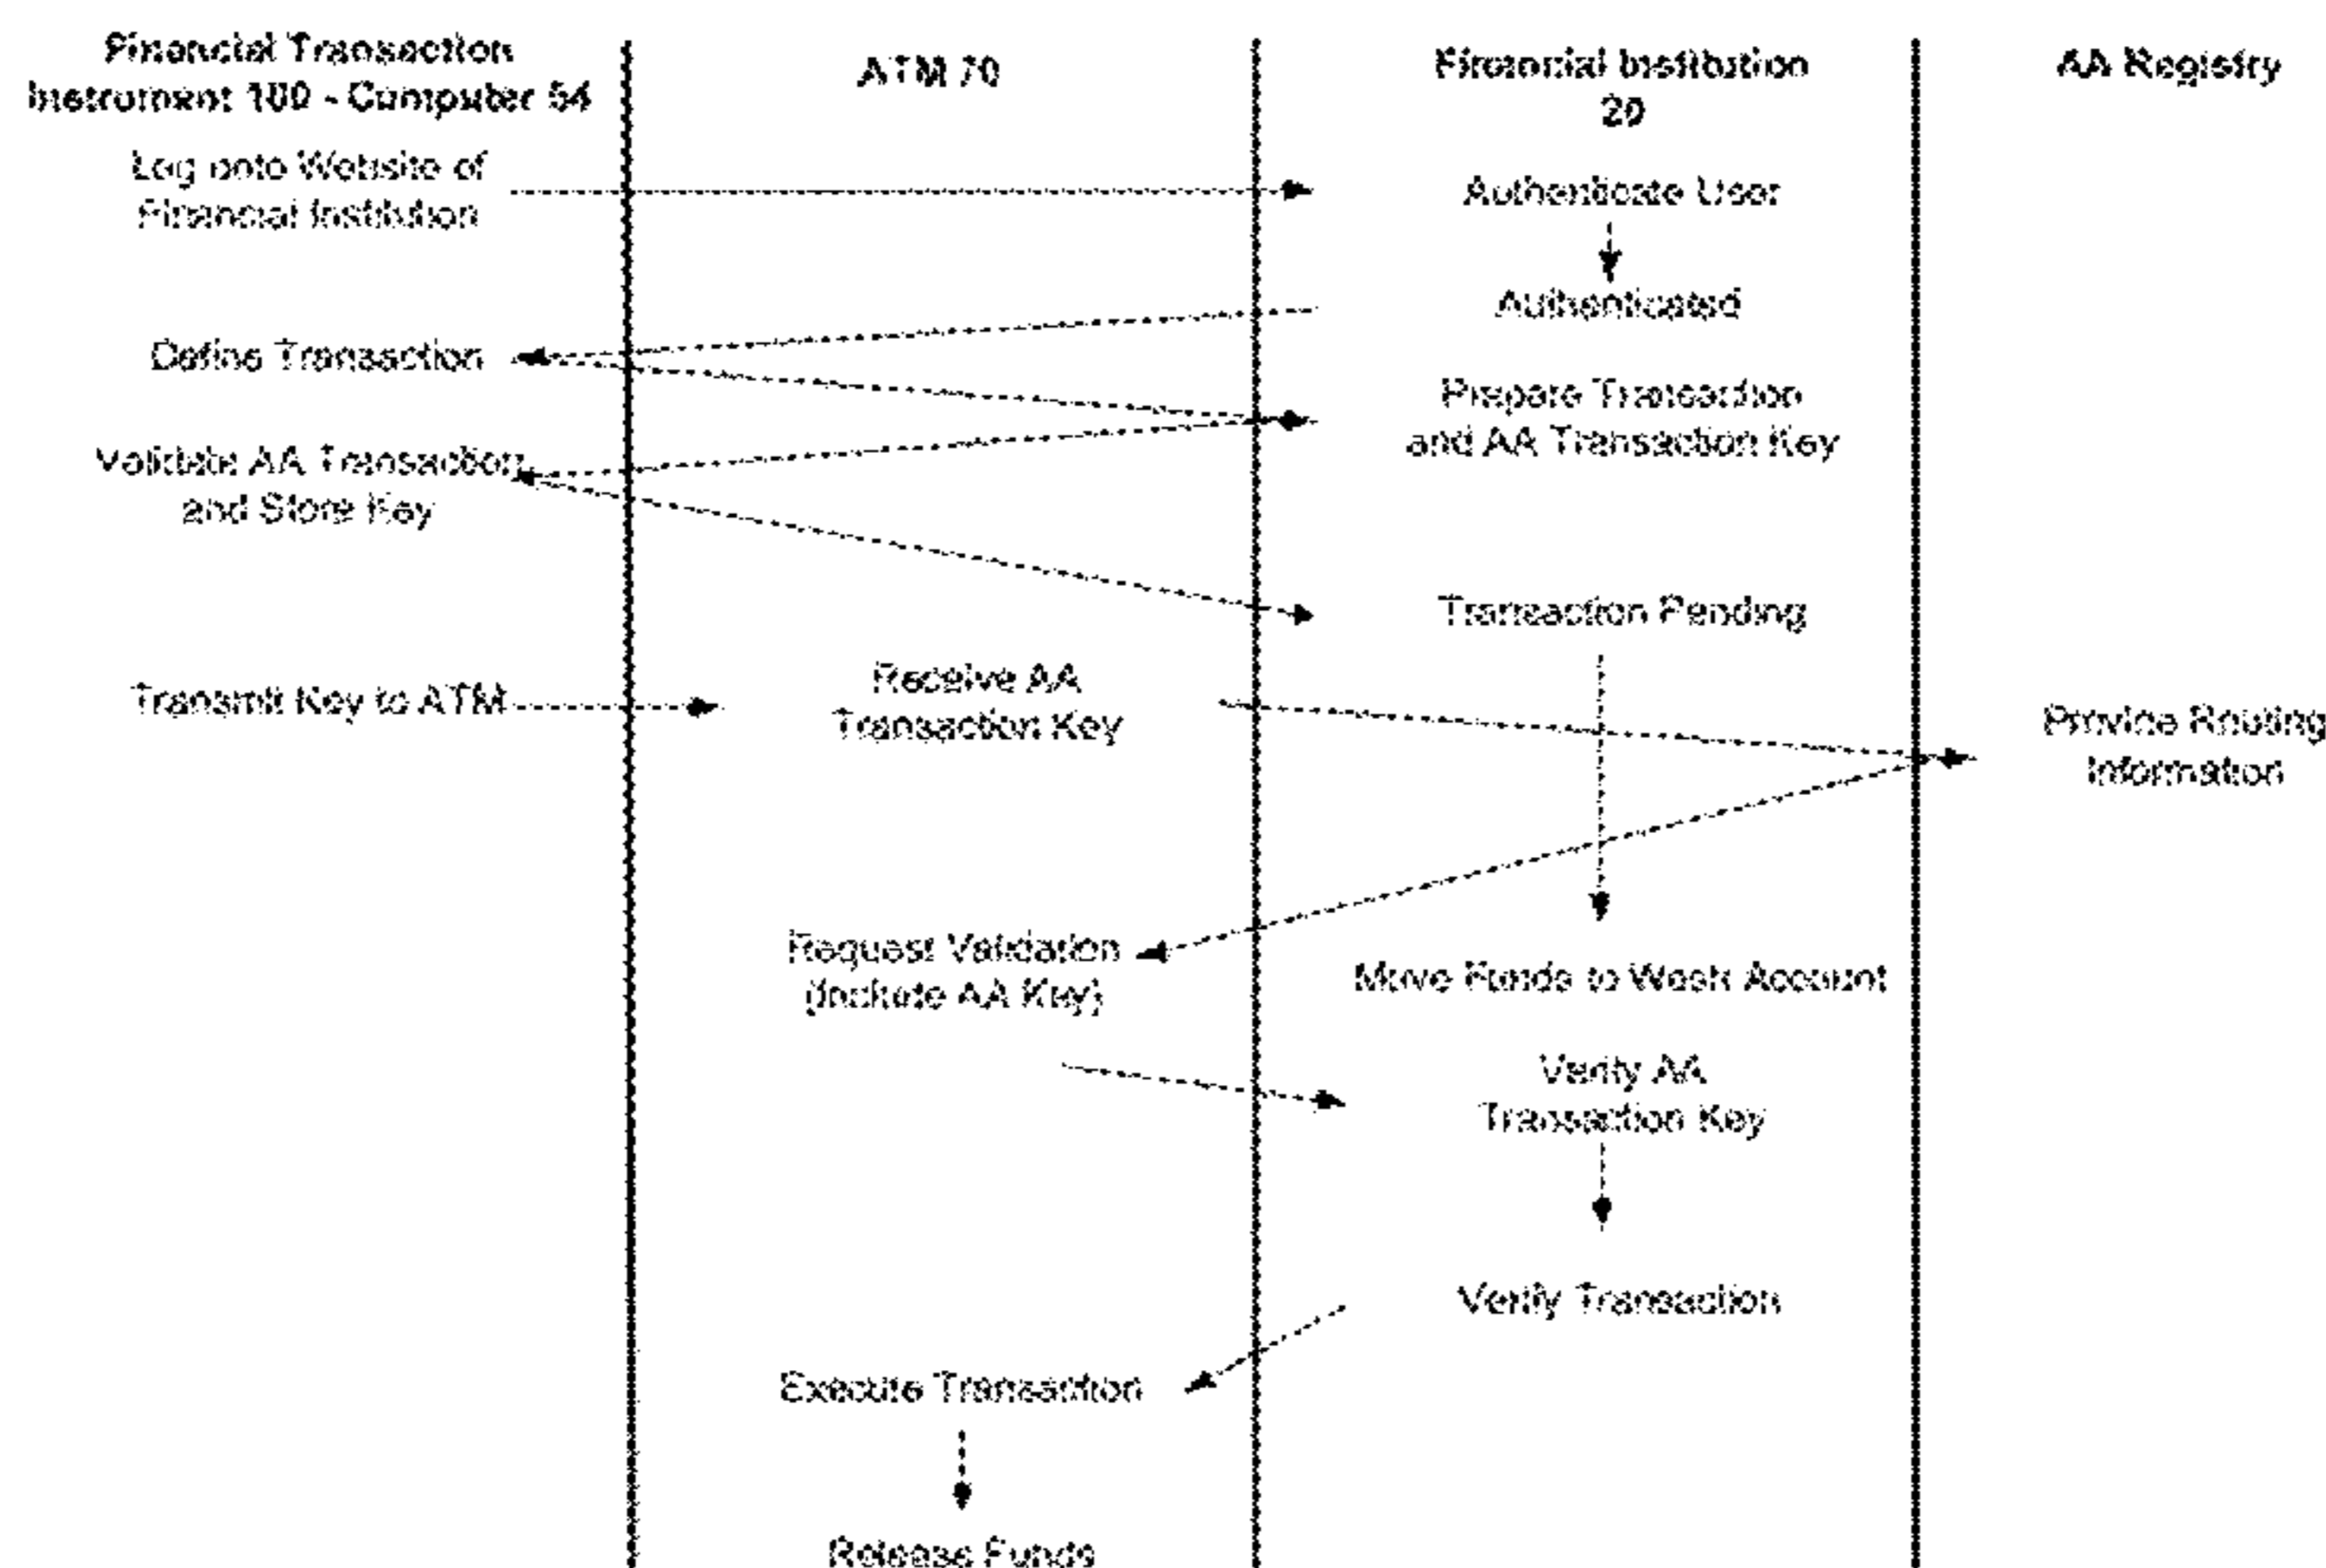 Financial Transaction
Instrument 100 - Computer 54
ATM 70
Financial Institution
20
AA Registry
Log onto Website of
Financial Institution
Authenticate User
Authenticated
Define Transaction
Prepare Transaction
and AA Transaction Key
Validate AA Transaction
and Store Key
Transaction Pending
Transmit Key to ATM
Receive AA
Transaction Key
Provide Routing
Information
Request Validation
(Include AA Key)
Move Funds to Wash Account
Verify AA
Transaction Key
Verify Transaction
Execute Transaction
Release Funds